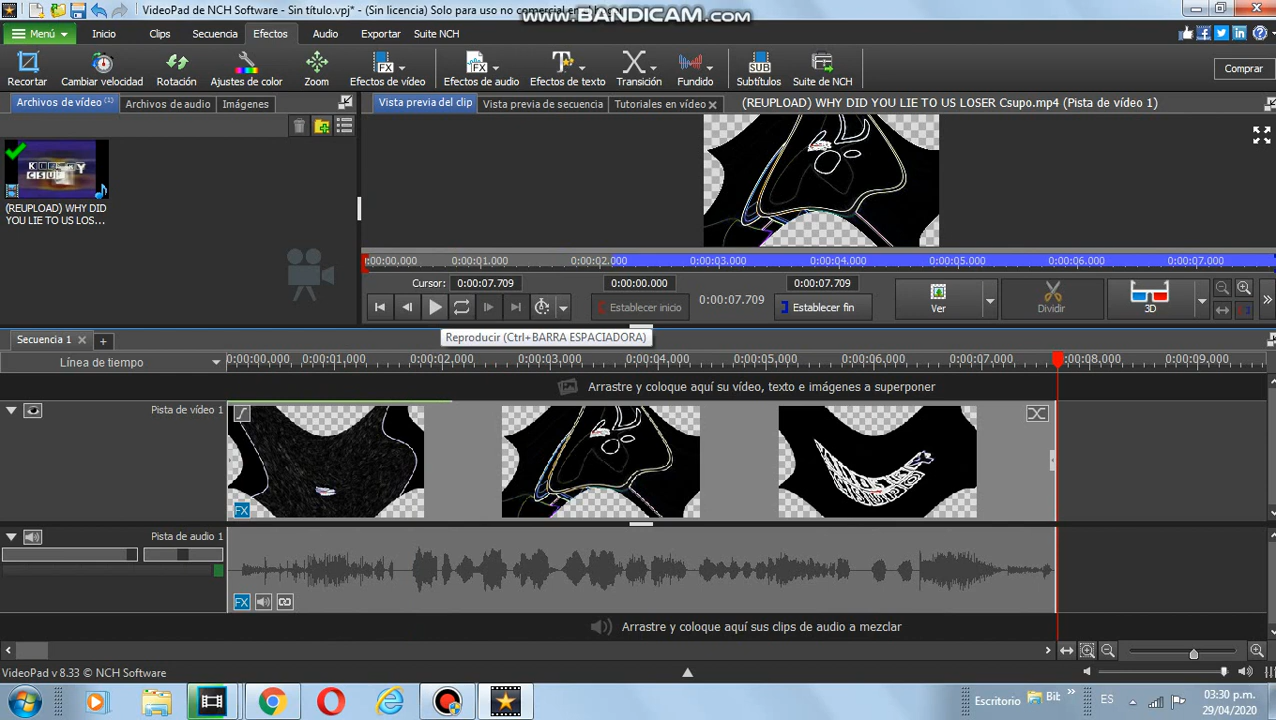 VideoPad de NCH Software - Sin título.vpj* - (Sin licencia) Solo para uso no comercial
www.BANDICAM.com
Menú
Inicio
Clips
Secuencia
Efectos
Audio
Exportar
Suite NCH
Recortar
Cambiar velocidad
Rotación
Ajustes de color
Zoom
Efectos de vídeo
Efectos de audio
Efectos de texto
Transición
Fundido
SUB
Subtítulos
Suite de NCH
Comprar
Archivos de vídeo (1)
Archivos de audio
Imágenes
Vista previa del clip
Vista previa de secuencia
Tutoriales en vídeo
(REUPLOAD) WHY DID YOU LIE TO US LOSER Csupo.mp4 (Pista de vídeo 1)
(REUPLOAD) WHY DID
YOU LIE TO US LOS...
0:00:00.000 0:00:01.000 0:00:02.000 0:00:03.000 0:00:04.000 0:00:05.000 0:00:06.000 0:00:07.000
Cursor: 0:00:07.709
0:00:00.000
0:00:07.709
0:00:07.709
Establecer inicio
Establecer fin
Ver
Dividir
3D
Reproducir (Ctrl+BARRA ESPACIADORA)
Secuencia 1
Línea de tiempo
0:00:00,000 0:00:01,000 0:00:02,000 0:00:03,000 0:00:04,000 0:00:05,000 0:00:06,000 0:00:07,000 0:00:08,000 0:00:09,000
Arrastre y coloque aquí su vídeo, texto e imágenes a superponer
Pista de vídeo 1
FX
Pista de audio 1
FX
Arrastre y coloque aquí sus clips de audio a mezclar
VideoPad v 8.33 © NCH Software
Escritorio
Bib
ES
03:30 p.m.
29/04/2020